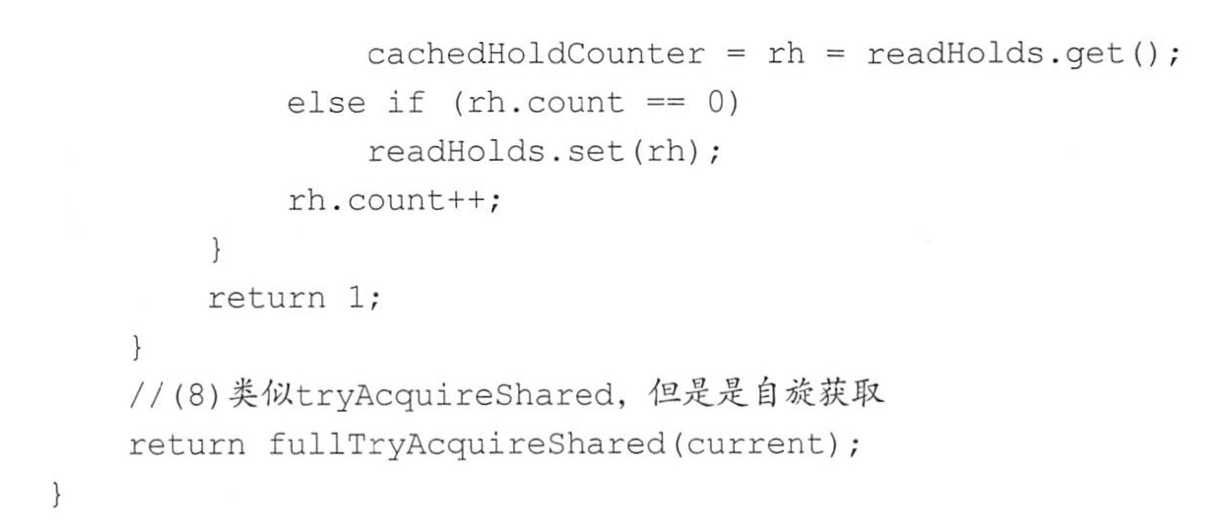 cachedHoldCounter = rh = readHolds.get();
else if (rh.count == 0)
readHolds.set(rh);
rh.count++;
}
return 1;
}
//(8)类似tryAcquireShared，但是是自旋获取
return fullTryAcquireShared(current);
}